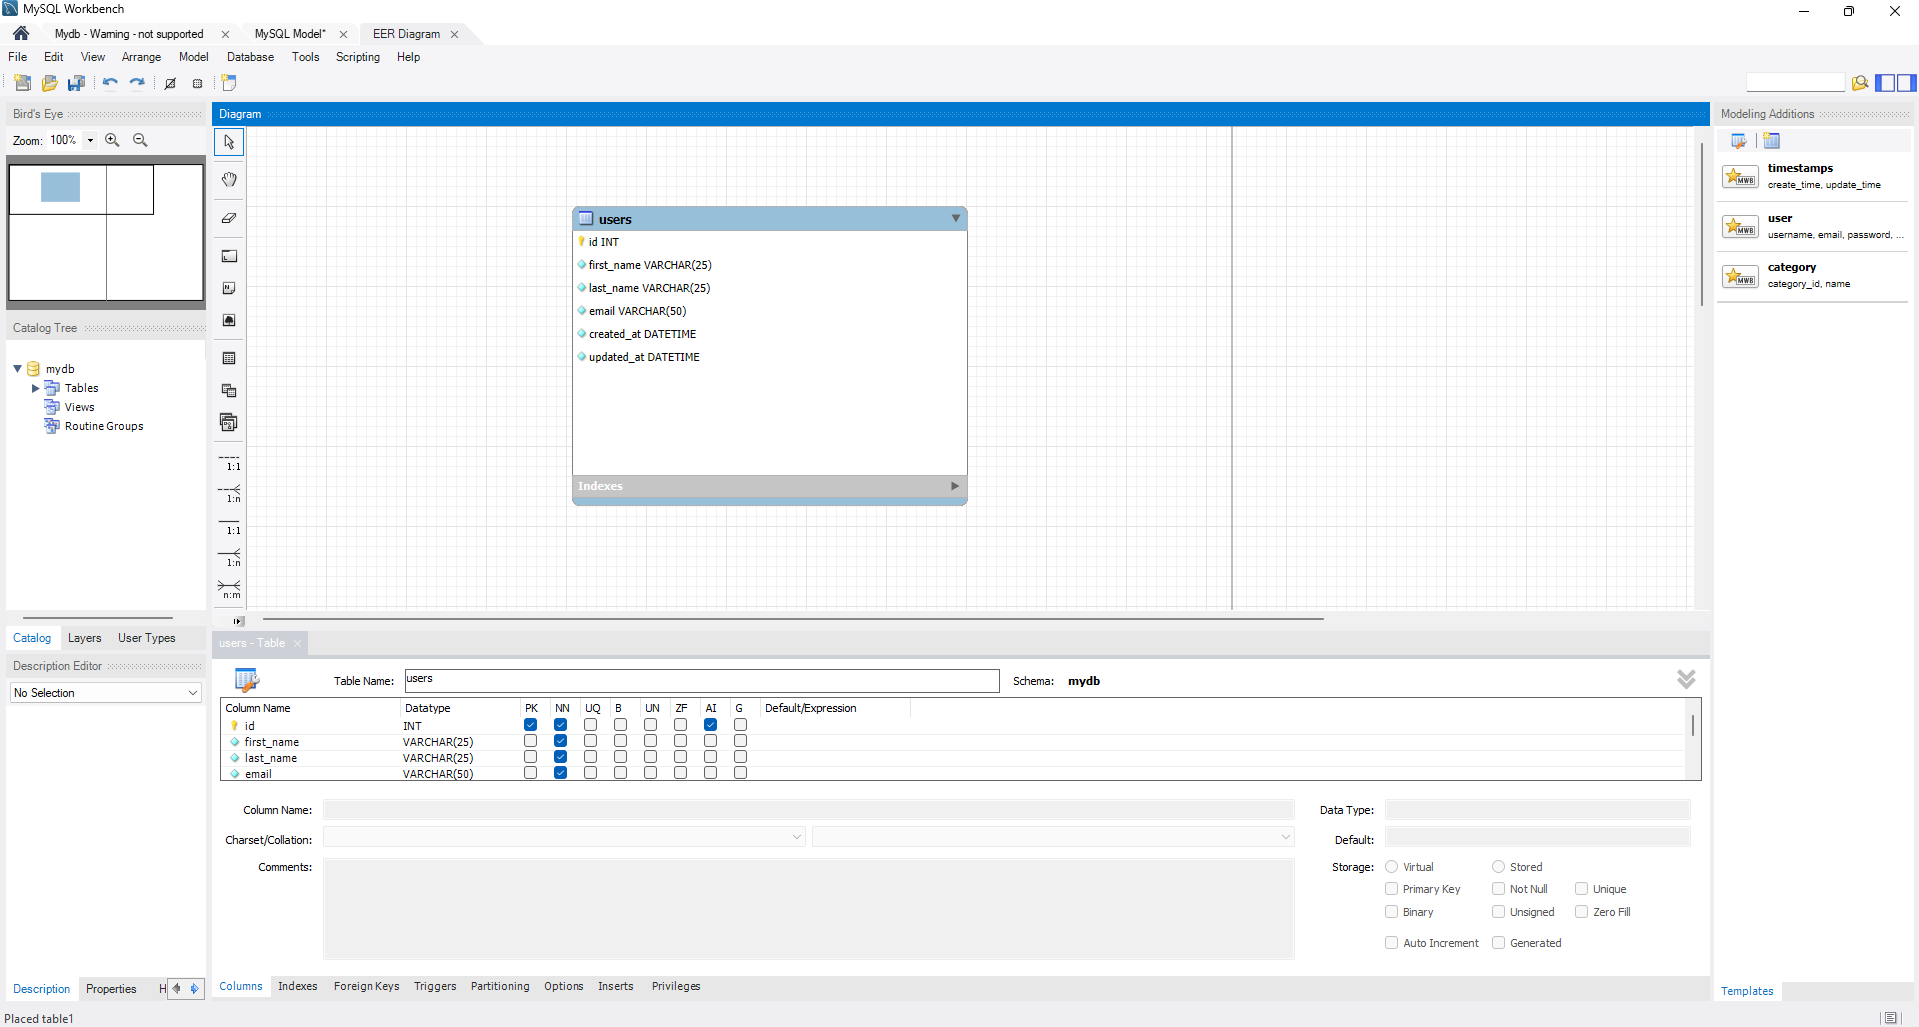 MySQL Workbench
Mydb - Warning - not supported
MySQL Model*
EER Diagram
File Edit View Arrange Model Database Tools Scripting Help
Bird's Eye
Zoom: 100%
Diagram
Modeling Additions
timestamps
create_time, update_time
user
username, email, password, ...
category
category_id, name
users
id INT
first_name VARCHAR(25)
last_name VARCHAR(25)
email VARCHAR(50)
created_at DATETIME
updated_at DATETIME
Indexes
Catalog Tree
mydb
Tables
Views
Routine Groups
1:1
1:n
1:1
1:n
n:m
Catalog Layers User Types
Description Editor
No Selection
users - Table
Table Name: users Schema: mydb
Column Name Datatype PK NN UQ B UN ZF AI G Default/Expression
id INT
first_name VARCHAR(25)
last_name VARCHAR(25)
email VARCHAR(50)
Column Name: Data Type:
Charset/Collation: Default:
Comments: Storage: Virtual Stored
Primary Key Not Null Unique
Binary Unsigned Zero Fill
Auto Increment Generated
Description Properties H
Columns Indexes Foreign Keys Triggers Partitioning Options Inserts Privileges
Templates
Placed table1